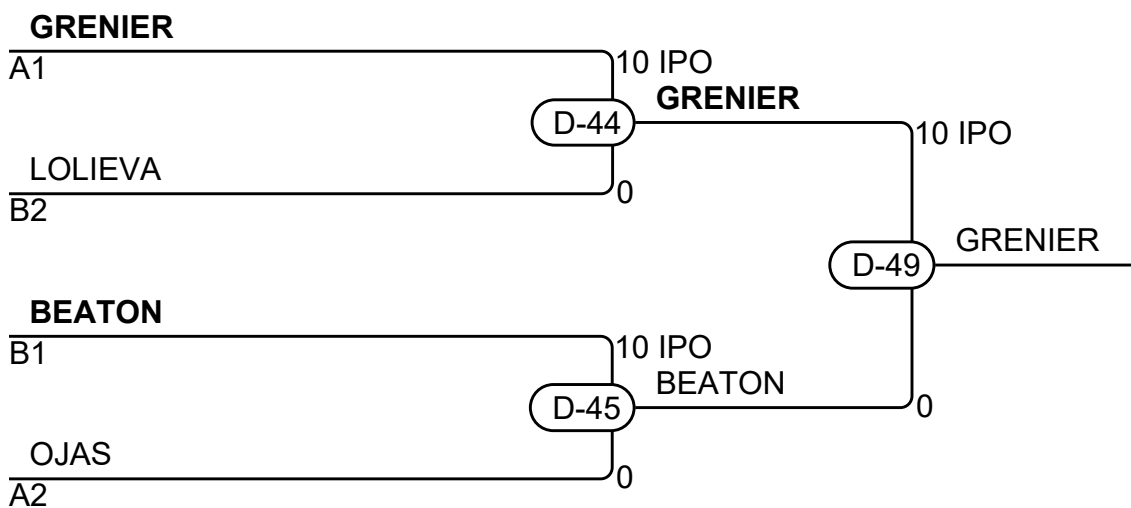 GRENIER
A1
10 IPO
GRENIER
D-44
10 IPO
LOLIEVA
B2
0
GRENIER
D-49
BEATON
B1
10 IPO
BEATON
D-45
0
OJAS
A2
0